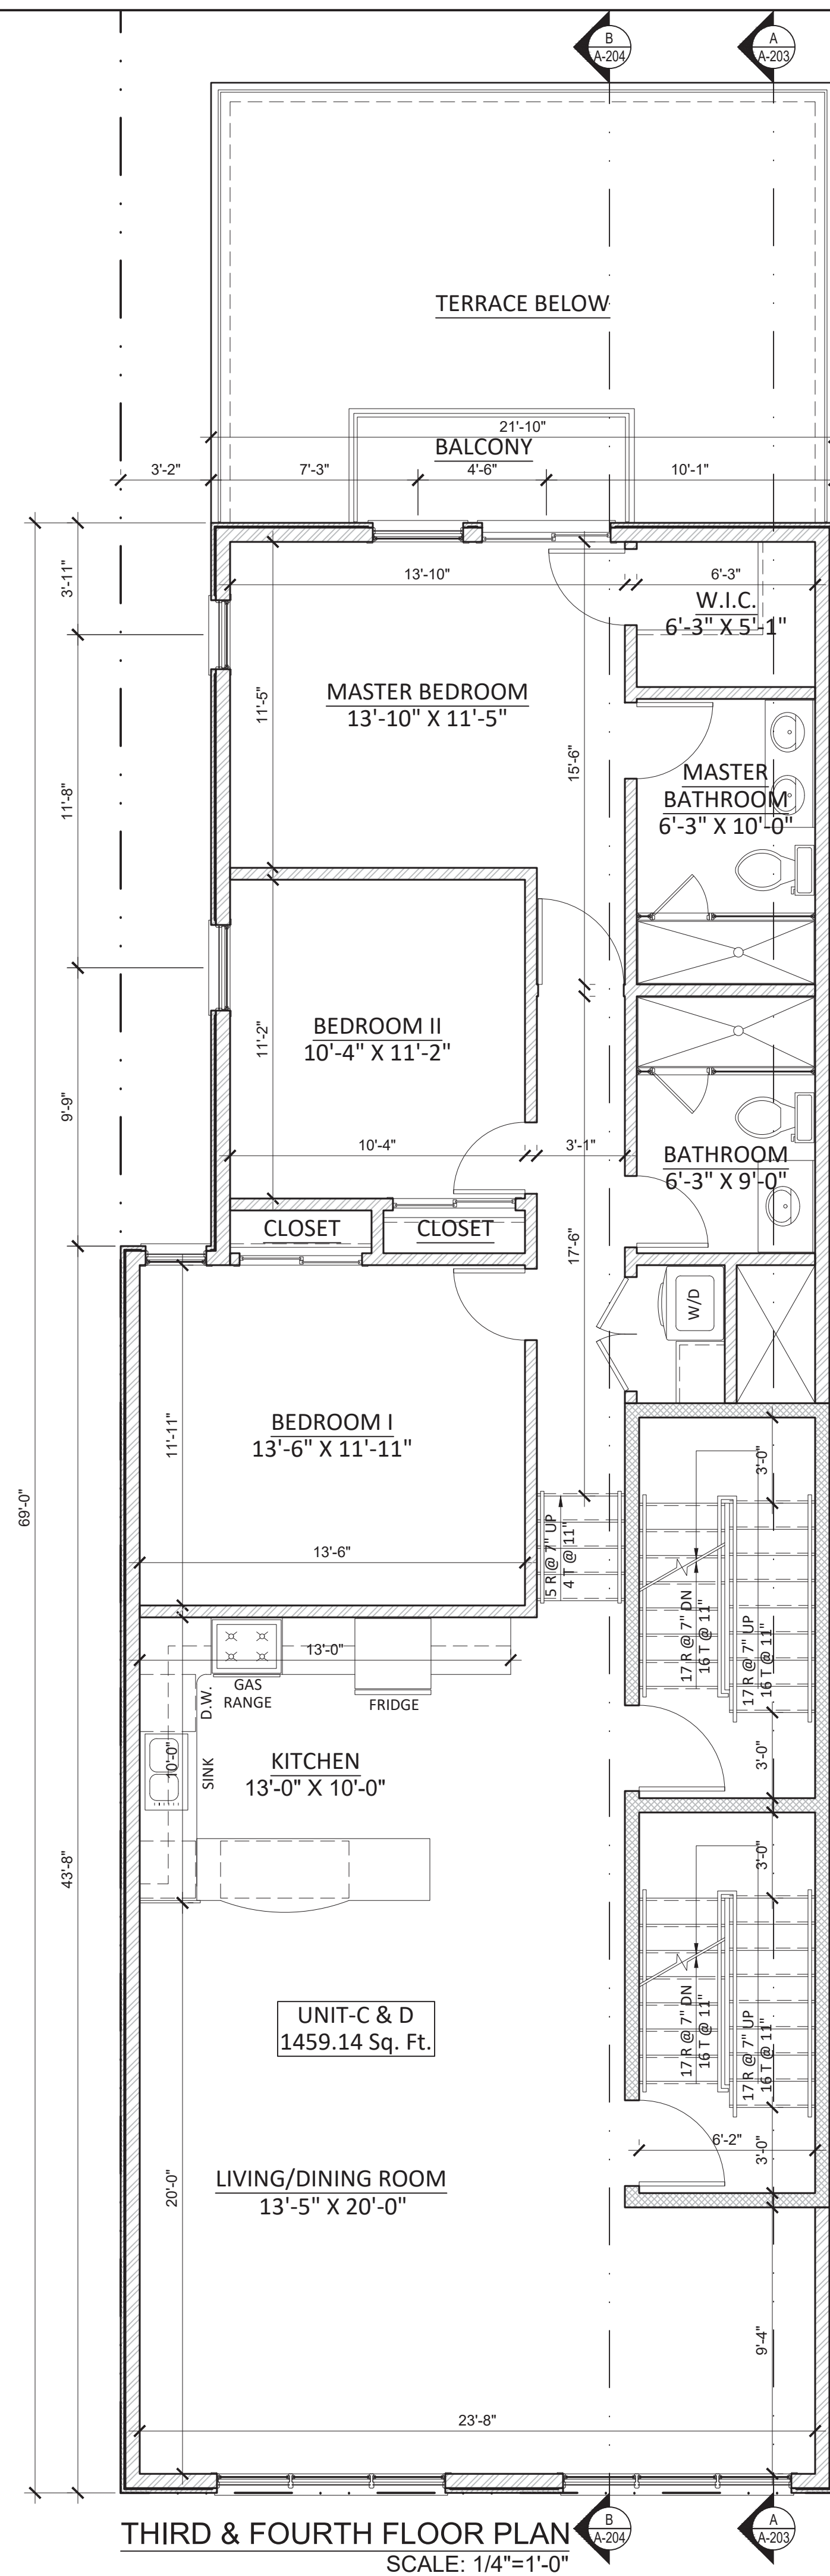 B
A-204
A
A-203
TERRACE BELOW
21'-10"
BALCONY
3'-2"
7'-3"
4'-6"
10'-1"
3'-11"
13'-10"
6'-3"
W.I.C.
6'-3" X 5'-1"
MASTER BEDROOM
13'-10" X 11'-5"
11'-5"
15'-6"
11'-8"
MASTER
BATHROOM
6'-3" X 10'-0"
BEDROOM II
10'-4" X 11'-2"
11'-2"
9'-9"
10'-4"
3'-1"
BATHROOM
6'-3" X 9'-0"
CLOSET
CLOSET
17'-6"
W/D
BEDROOM I
13'-6" X 11'-11"
11'-11"
3'-0"
69'-0"
13'-6"
5 R @ 7" UP
4 T @ 11"
17 R @ 7" DN
16 T @ 11"
17 R @ 7" UP
16 T @ 11"
13'-0"
GAS
RANGE
D.W.
FRIDGE
10'-0"
SINK
KITCHEN
13'-0" X 10'-0"
3'-0"
43'-8"
3'-0"
UNIT-C & D
1459.14 Sq. Ft.
17 R @ 7" DN
16 T @ 11"
17 R @ 7" UP
16 T @ 11"
6'-2"
3'-0"
LIVING/DINING ROOM
13'-5" X 20'-0"
20'-0"
9'-4"
23'-8"
THIRD & FOURTH FLOOR PLAN
SCALE: 1/4"=1'-0"
B
A-204
A
A-203